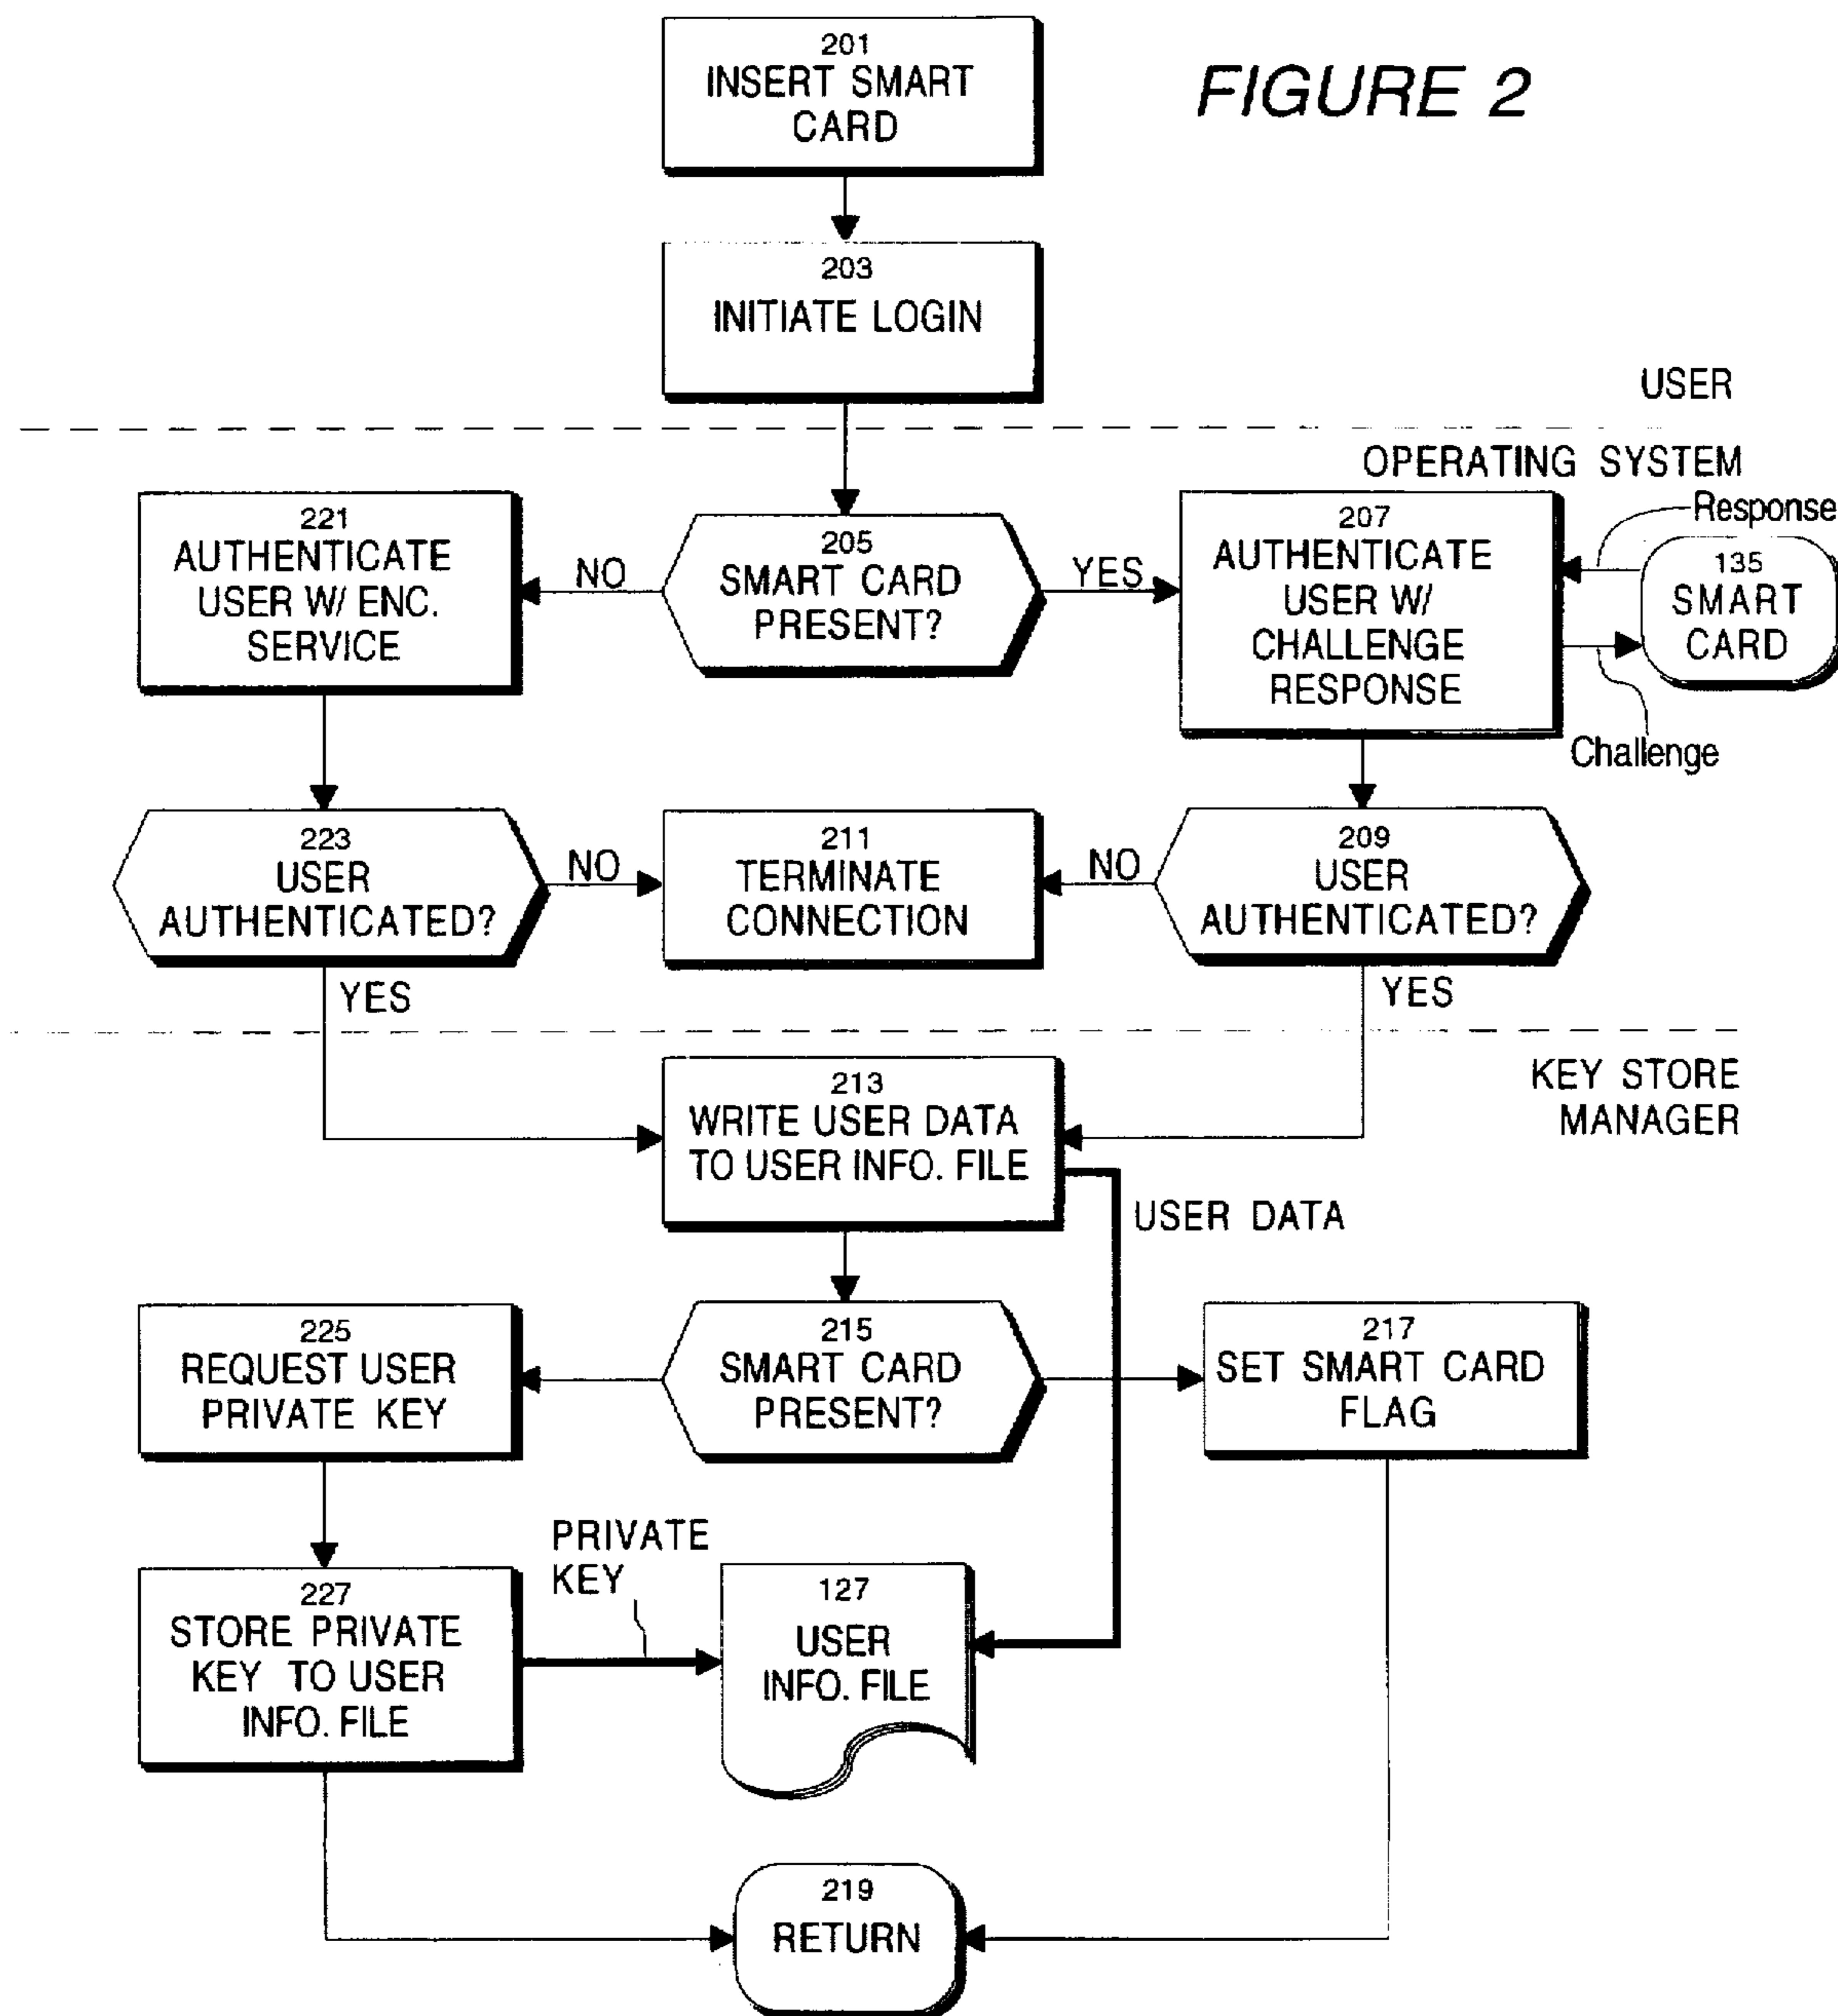 FIGURE 2
201
INSERT SMART
CARD
203
INITIATE LOGIN
USER
OPERATING SYSTEM
221
AUTHENTICATE
USER W/ ENC.
SERVICE
NO
205
SMART CARD
PRESENT?
YES
207
AUTHENTICATE
USER W/
CHALLENGE
RESPONSE
Response
135
SMART
CARD
Challenge
223
USER
AUTHENTICATED?
NO
211
TERMINATE
CONNECTION
NO
209
USER
AUTHENTICATED?
YES
YES
KEY STORE
MANAGER
213
WRITE USER DATA
TO USER INFO. FILE
USER DATA
225
REQUEST USER
PRIVATE KEY
215
SMART CARD
PRESENT?
217
SET SMART CARD
FLAG
PRIVATE
KEY
227
STORE PRIVATE
KEY TO USER
INFO. FILE
127
USER
INFO. FILE
219
RETURN